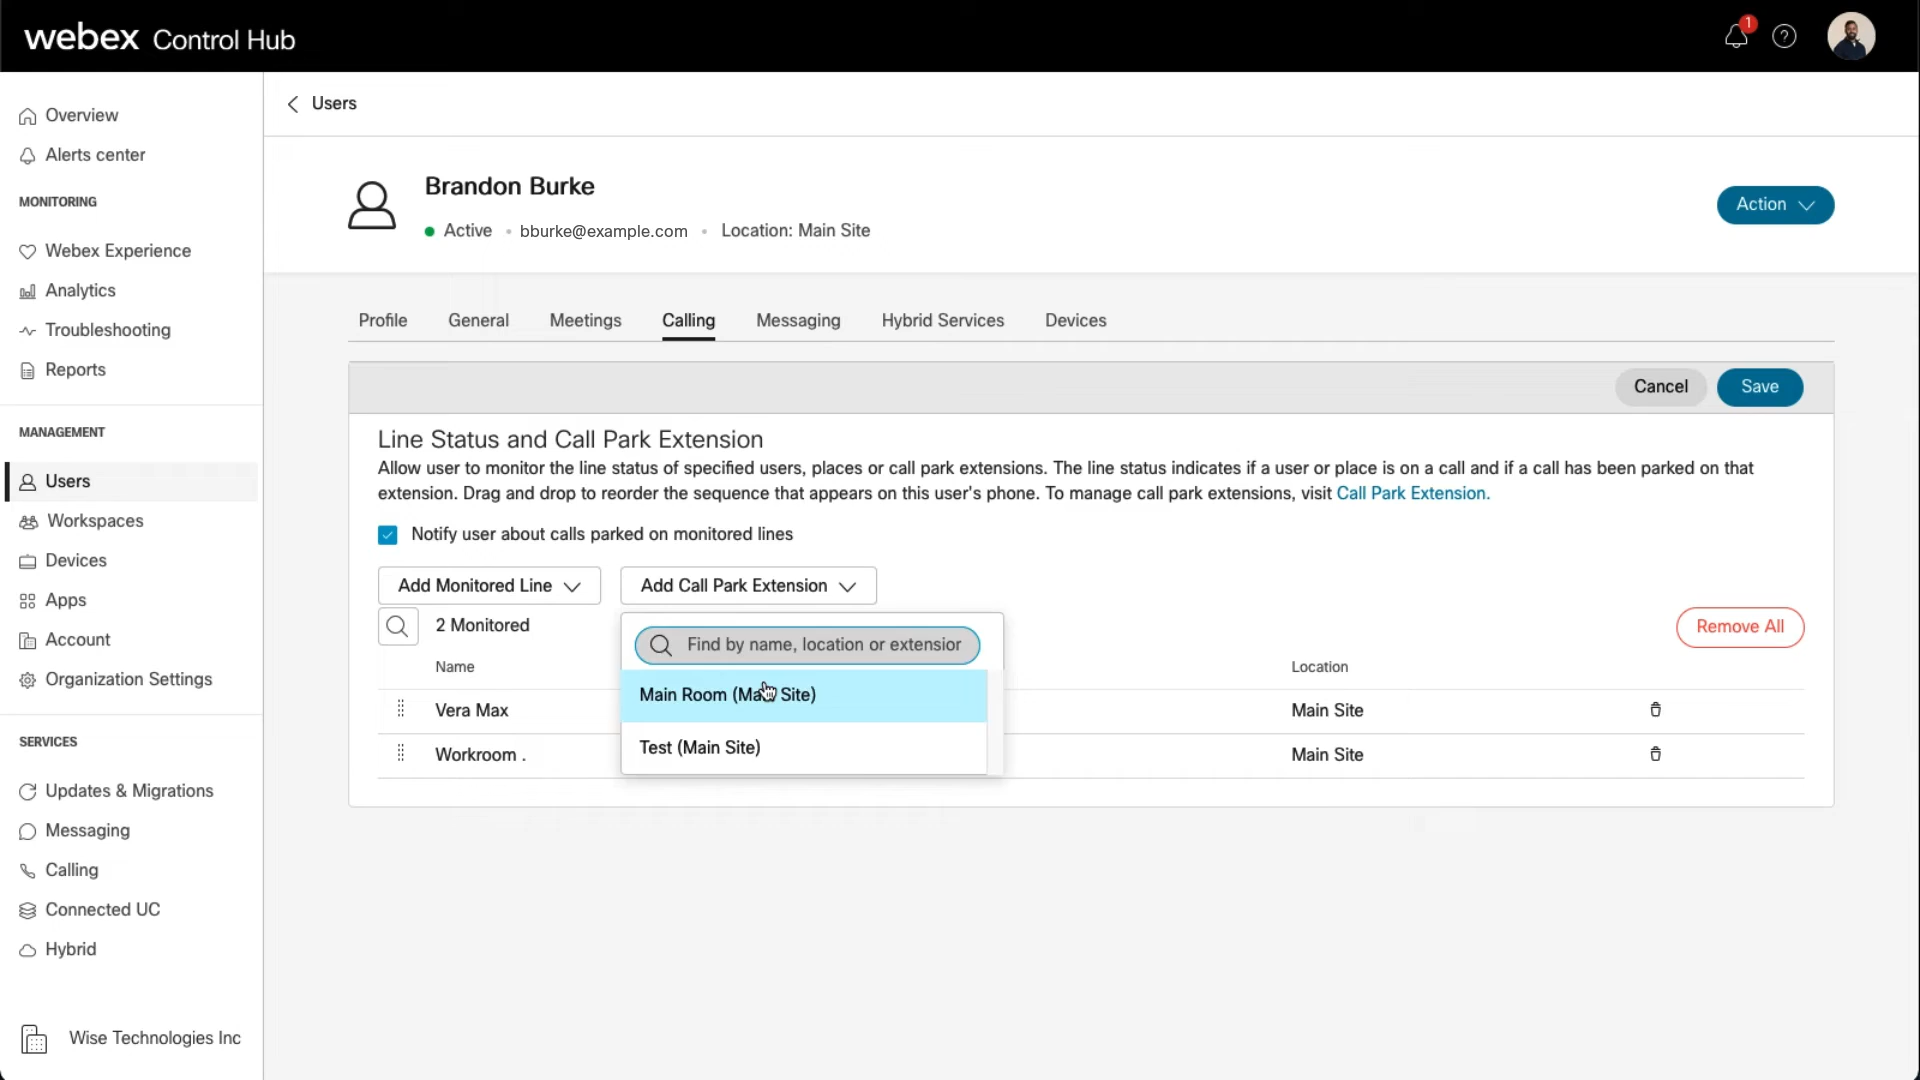 webex Control Hub
1
Overview
Alerts center
MONITORING
Webex Experience
Analytics
Troubleshooting
Reports
MANAGEMENT
Users
Workspaces
Devices
Apps
Account
Organization Settings
SERVICES
Updates & Migrations
Messaging
Calling
Connected UC
Hybrid
Wise Technologies Inc
Users
Brandon Burke
Active • bburke@example.com • Location: Main Site
Action
Profile General Meetings Calling Messaging Hybrid Services Devices
Cancel Save
Line Status and Call Park Extension
Allow user to monitor the line status of specified users, places or call park extensions. The line status indicates if a user or place is on a call and if a call has been parked on that
extension. Drag and drop to reorder the sequence that appears on this user's phone. To manage call park extensions, visit Call Park Extension.
Notify user about calls parked on monitored lines
Add Monitored Line Add Call Park Extension
2 Monitored
Remove All
Find by name, location or extension
Name Location
Main Room (Main Site)
Vera Max Main Site
Test (Main Site)
Workroom . Main Site